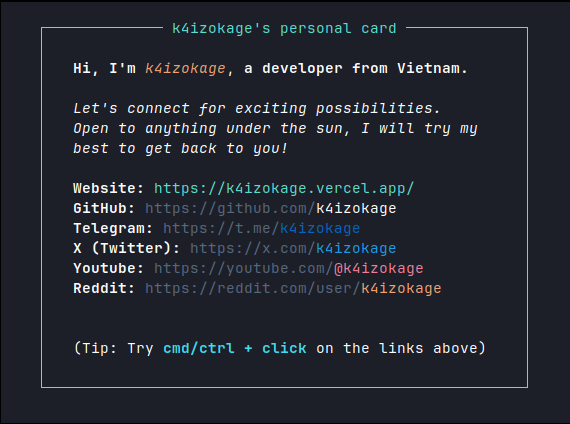 k4izokage's personal card
Hi, I'm k4izokage, a developer from Vietnam.
Let's connect for exciting possibilities.
Open to anything under the sun, I will try my
best to get back to you!
Website: https://k4izokage.vercel.app/
GitHub: https://github.com/k4izokage
Telegram: https://t.me/k4izokage
X (Twitter): https://x.com/k4izokage
Youtube: https://youtube.com/@k4izokage
Reddit: https://reddit.com/user/k4izokage
(Tip: Try cmd/ctrl + click on the links above)